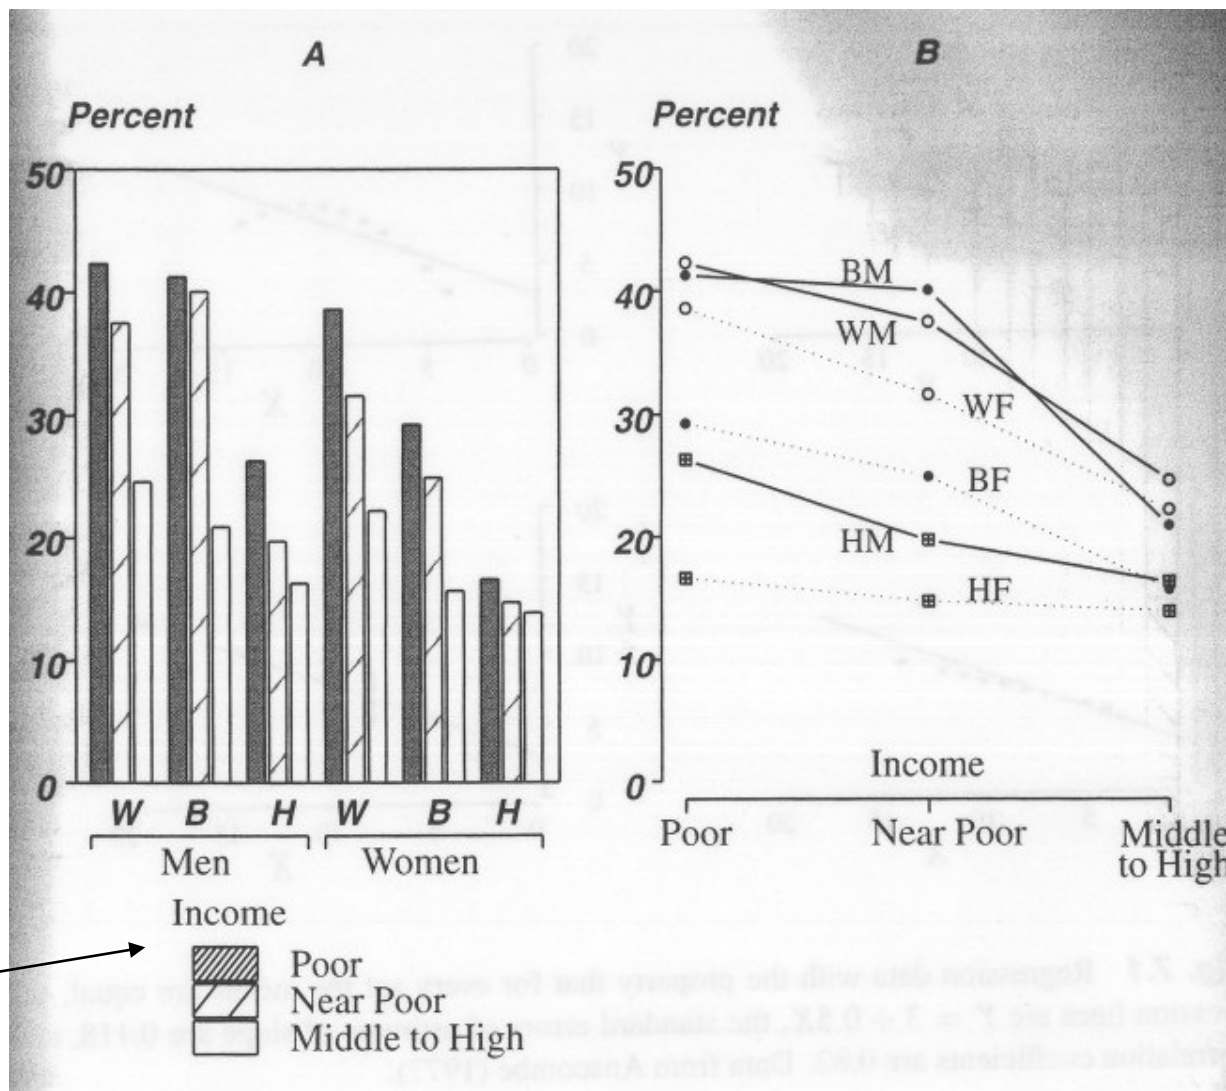 A
Percent
50
40
30
20
10
0
W B H W B H
Men Women
Income
Poor
Near Poor
Middle to High
B
Percent
50
40
30
20
10
0
BM
WM
WF
BF
HM
HF
Income
Poor Near Poor Middle
to High